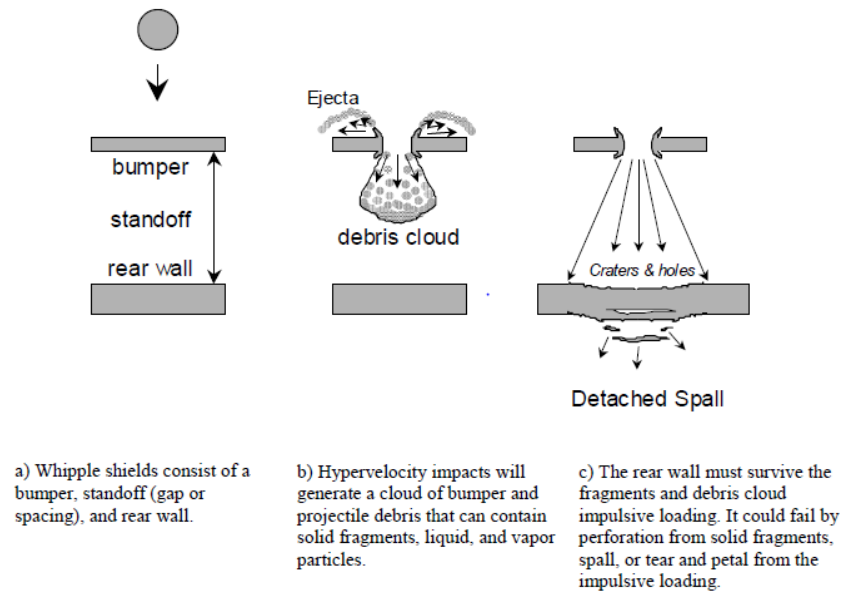 bumper
standoff
rear wall
Ejecta
debris cloud
Craters & holes
Detached Spall
a) Whipple shields consist of a
bumper, standoff (gap or
spacing), and rear wall.
b) Hypervelocity impacts will
generate a cloud of bumper and
projectile debris that can contain
solid fragments, liquid, and vapor
particles.
c) The rear wall must survive the
fragments and debris cloud
impulsive loading. It could fail by
perforation from solid fragments,
spall, or tear and petal from the
impulsive loading.